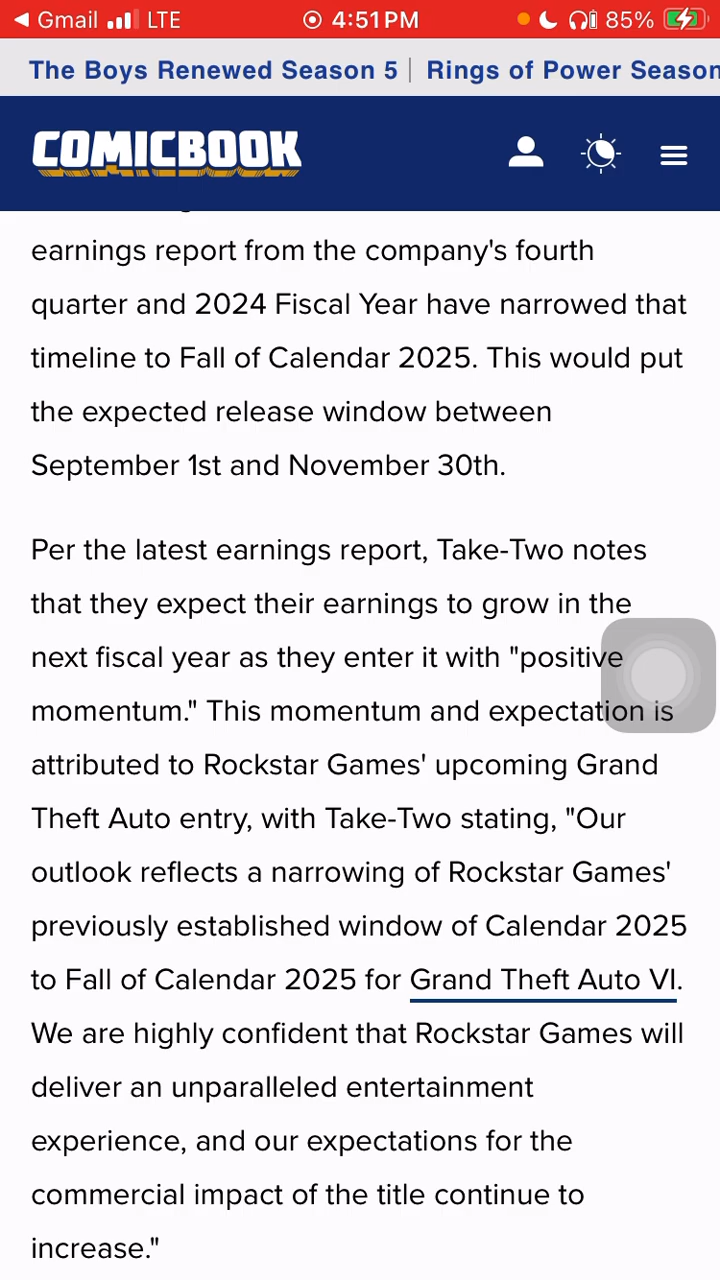 Gmail LTE 4:51 PM 85%
The Boys Renewed Season 5 | Rings of Power Season
COMICBOOK
earnings report from the company's fourth
quarter and 2024 Fiscal Year have narrowed that
timeline to Fall of Calendar 2025. This would put
the expected release window between
September 1st and November 30th.
Per the latest earnings report, Take-Two notes
that they expect their earnings to grow in the
next fiscal year as they enter it with "positive
momentum." This momentum and expectation is
attributed to Rockstar Games' upcoming Grand
Theft Auto entry, with Take-Two stating, "Our
outlook reflects a narrowing of Rockstar Games'
previously established window of Calendar 2025
to Fall of Calendar 2025 for Grand Theft Auto VI.
We are highly confident that Rockstar Games will
deliver an unparalleled entertainment
experience, and our expectations for the
commercial impact of the title continue to
increase."